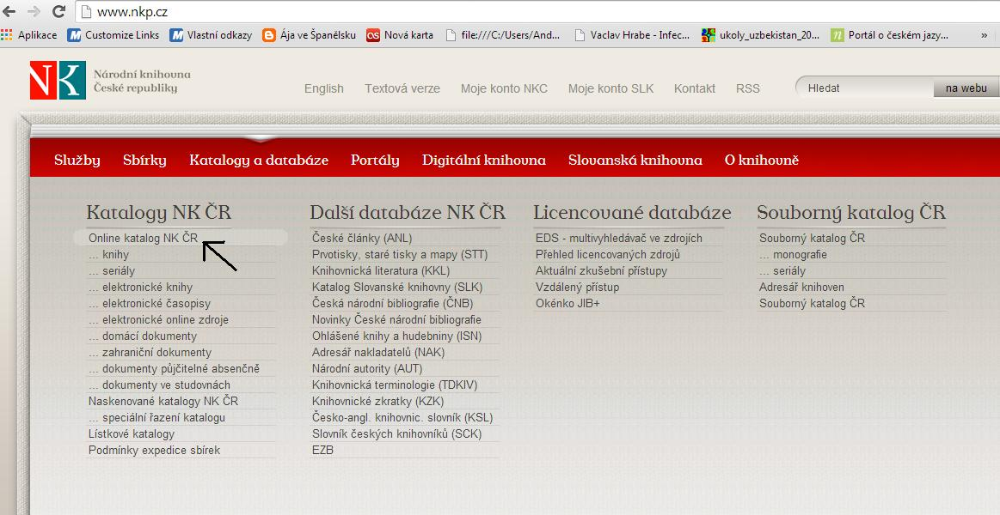 www.nkp.cz
Aplikace Customize Links Vlastní odkazy Ája ve Španělsku Nová karta file:///C:/Users/And... Vaclav Hrabe - Infec... ukoly_uzbekistan_20... Portál o českém jazy... »
NK Národní knihovna
České republiky
English Textová verze Moje konto NKC Moje konto SLK Kontakt RSS Hledat na webu
Služby Sbírky Katalogy a databáze Portály Digitální knihovna Slovanská knihovna O knihovně
Katalogy NK ČR
Online katalog NK ČR
... knihy
... seriály
... elektronické knihy
... elektronické časopisy
... elektronické online zdroje
... domácí dokumenty
... zahraniční dokumenty
... dokumenty půjčitelné absenčně
... dokumenty ve studovnách
Naskenované katalogy NK ČR
... speciální řazení katalogu
Lístkové katalogy
Podmínky expedice sbírek
Další databáze NK ČR
České články (ANL)
Prvotisky, staré tisky a mapy (STT)
Knihovnická literatura (KKL)
Katalog Slovanské knihovny (SLK)
Česká národní bibliografie (ČNB)
Novinky České národní bibliografie
Ohlášené knihy a hudebniny (ISN)
Adresář nakladatelů (NAK)
Národní autority (AUT)
Knihovnická terminologie (TDKIV)
Knihovnické zkratky (KZK)
Česko-angl. knihovnic. slovník (KSL)
Slovník českých knihovníků (SCK)
EZB
Licencované databáze
EDS - multivyhledávač ve zdrojích
Přehled licencovaných zdrojů
Aktuální zkušební přístupy
Vzdálený přístup
Okénko JIB+
Souborný katalog ČR
Souborný katalog ČR
... monografie
... seriály
Adresář knihoven
Souborný katalog ČR